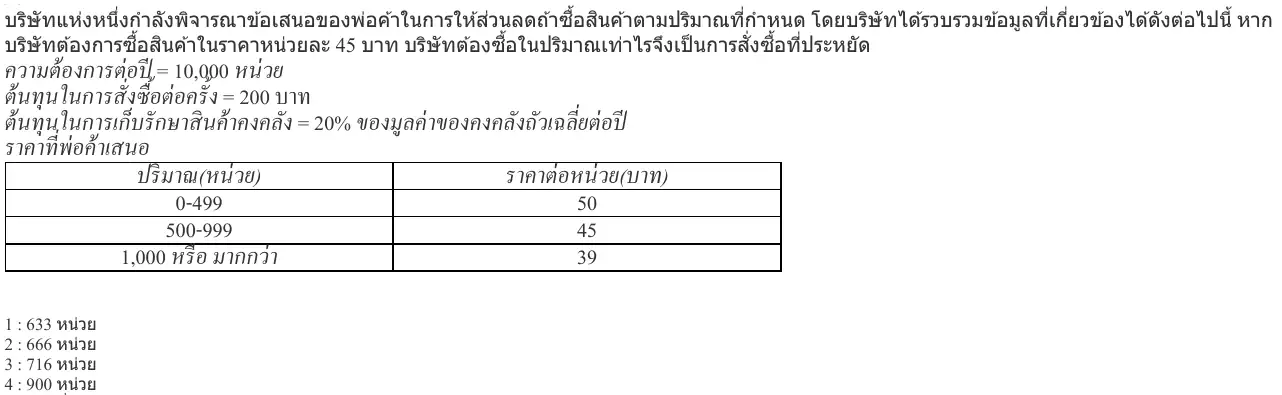 บริษัทแห่งหนึ่งกำลังพิจารณาข้อเสนอของพ่อค้าในการให้ส่วนลดถ้าซื้อสินค้าตามปริมาณที่กำหนด โดยบริษัทได้รวบรวมข้อมูลที่เกี่ยวข้องได้ดังต่อไปนี้ หาก
บริษัทต้องการซื้อสินค้าในราคาหน่วยละ 45 บาท บริษัทต้องซื้อในปริมาณเท่าไรจึงเป็นการสั่งซื้อที่ประหยัด
ความต้องการต่อปี = 10,000 หน่วย
ต้นทุนในการสั่งซื้อต่อครั้ง = 200 บาท
ต้นทุนในการเก็บรักษาสินค้าคงคลัง = 20% ของมูลค่าของคงคลังถัวเฉลี่ยต่อปี
ราคาที่พ่อค้าเสนอ
ปริมาณ(หน่วย) ราคาต่อหน่วย(บาท)
0-499 50
500-999 45
1,000 หรือ มากกว่า 39
1 : 633 หน่วย
2 : 666 หน่วย
3 : 716 หน่วย
4 : 900 หน่วย